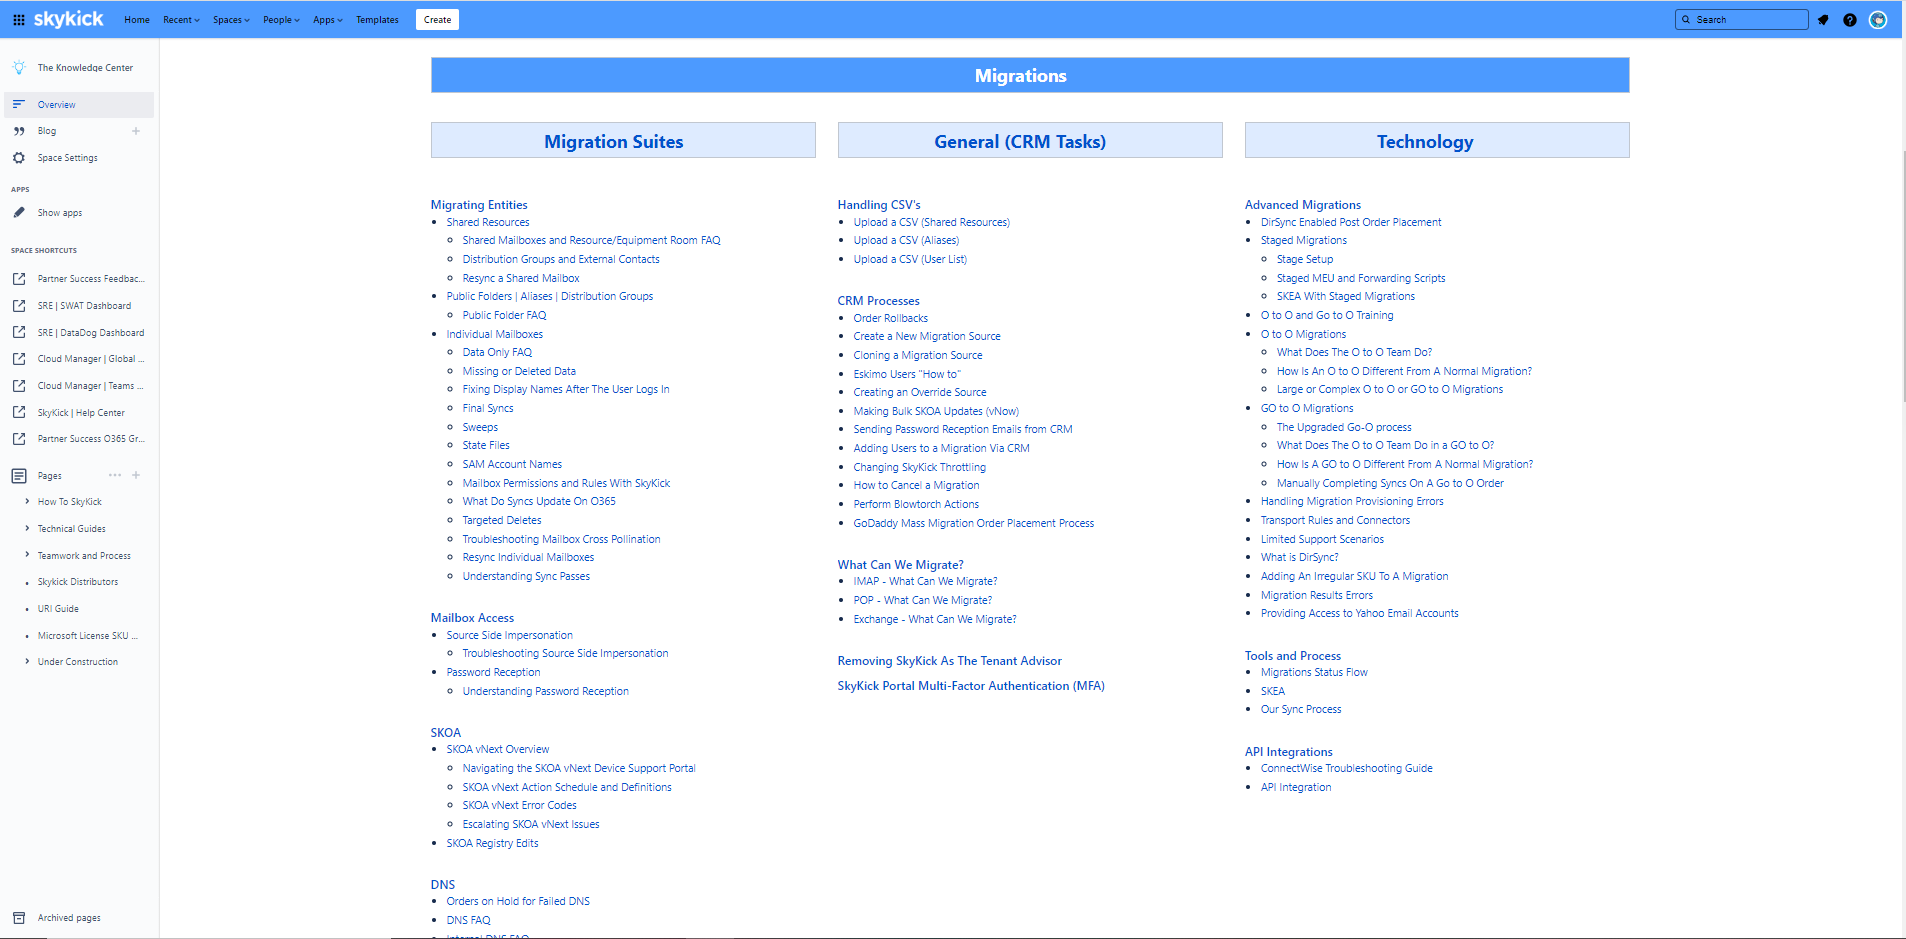 skykick Home Recent Spaces People Apps Templates Create Search
The Knowledge Center
Overview
Blog
Space Settings
APPS
Show apps
SPACE SHORTCUTS
Partner Success Feedbac...
SRE | SWAT Dashboard
SRE | DataDog Dashboard
Cloud Manager | Global ...
Cloud Manager | Teams ...
SkyKick | Help Center
Partner Success O365 Gr...
Pages
How To SkyKick
Technical Guides
Teamwork and Process
Skykick Distributors
URI Guide
Microsoft License SKU ...
Under Construction
Archived pages
Migrations
Migration Suites
Migrating Entities
Shared Resources
Shared Mailboxes and Resource/Equipment Room FAQ
Distribution Groups and External Contacts
Resync a Shared Mailbox
Public Folders | Aliases | Distribution Groups
Public Folder FAQ
Individual Mailboxes
Data Only FAQ
Missing or Deleted Data
Fixing Display Names After The User Logs In
Final Syncs
Sweeps
State Files
SAM Account Names
Mailbox Permissions and Rules With SkyKick
What Do Syncs Update On O365
Targeted Deletes
Troubleshooting Mailbox Cross Pollination
Resync Individual Mailboxes
Understanding Sync Passes
Mailbox Access
Source Side Impersonation
Troubleshooting Source Side Impersonation
Password Reception
Understanding Password Reception
SKOA
SKOA vNext Overview
Navigating the SKOA vNext Device Support Portal
SKOA vNext Action Schedule and Definitions
SKOA vNext Error Codes
Escalating SKOA vNext Issues
SKOA Registry Edits
DNS
Orders on Hold for Failed DNS
DNS FAQ
Internal DNS FAQ
General (CRM Tasks)
Handling CSV's
Upload a CSV (Shared Resources)
Upload a CSV (Aliases)
Upload a CSV (User List)
CRM Processes
Order Rollbacks
Create a New Migration Source
Cloning a Migration Source
Eskimo Users "How to"
Creating an Override Source
Making Bulk SKOA Updates (vNow)
Sending Password Reception Emails from CRM
Adding Users to a Migration Via CRM
Changing SkyKick Throttling
How to Cancel a Migration
Perform Blowtorch Actions
GoDaddy Mass Migration Order Placement Process
What Can We Migrate?
IMAP - What Can We Migrate?
POP - What Can We Migrate?
Exchange - What Can We Migrate?
Removing SkyKick As The Tenant Advisor
SkyKick Portal Multi-Factor Authentication (MFA)
Technology
Advanced Migrations
DirSync Enabled Post Order Placement
Staged Migrations
Stage Setup
Staged MEU and Forwarding Scripts
SKEA With Staged Migrations
O to O and Go to O Training
O to O Migrations
What Does The O to O Team Do?
How Is An O to O Different From A Normal Migration?
Large or Complex O to O or GO to O Migrations
GO to O Migrations
The Upgraded Go-O process
What Does The O to O Team Do in a GO to O?
How Is A GO to O Different From A Normal Migration?
Manually Completing Syncs On A Go to O Order
Handling Migration Provisioning Errors
Transport Rules and Connectors
Limited Support Scenarios
What is DirSync?
Adding An Irregular SKU To A Migration
Migration Results Errors
Providing Access to Yahoo Email Accounts
Tools and Process
Migrations Status Flow
SKEA
Our Sync Process
API Integrations
ConnectWise Troubleshooting Guide
API Integration